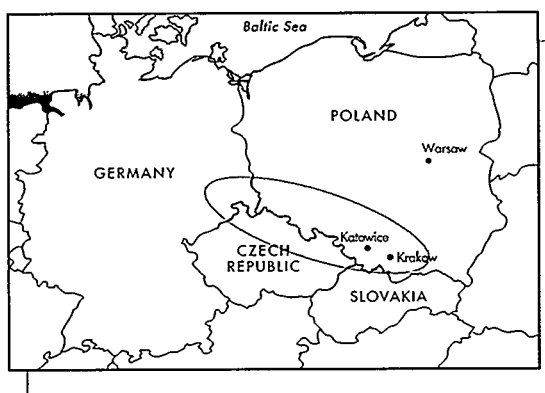 Baltic Sea
POLAND
Warsaw
GERMANY
Katowice
CZECH
REPUBLIC
Krakow
SLOVAKIA